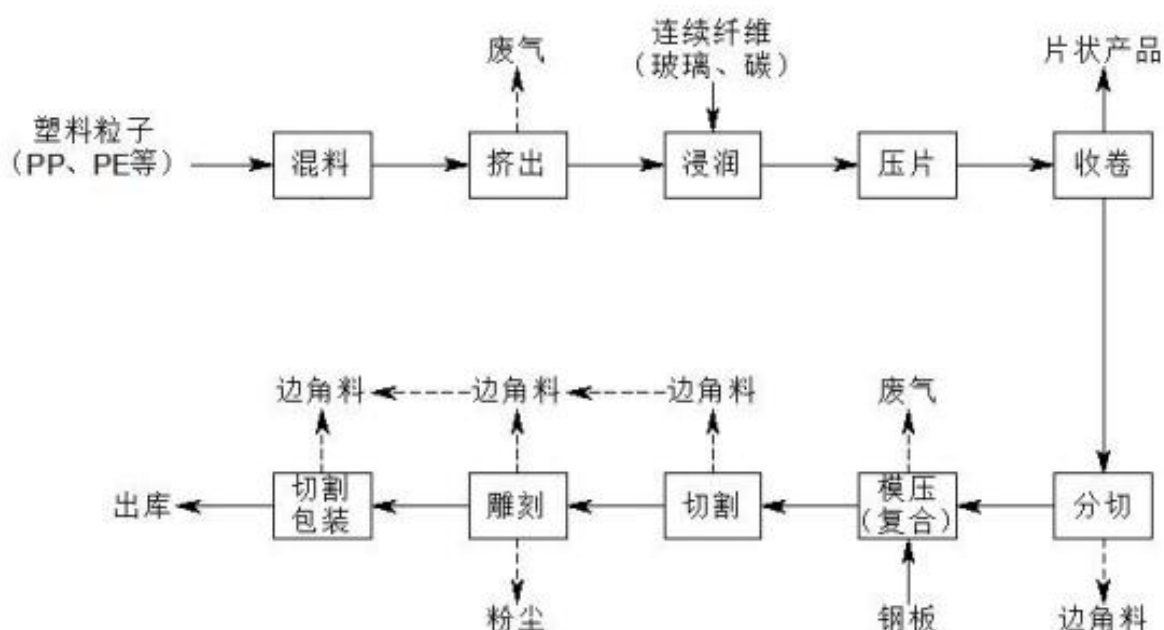 废气
连续纤维
（玻璃、碳）
片状产品
塑料粒子
（PP、PE等）
混料
挤出
浸润
压片
收卷
边角料
边角料
边角料
废气
出库
切割
包装
雕刻
切割
模压
（复合）
分切
粉尘
钢板
边角料